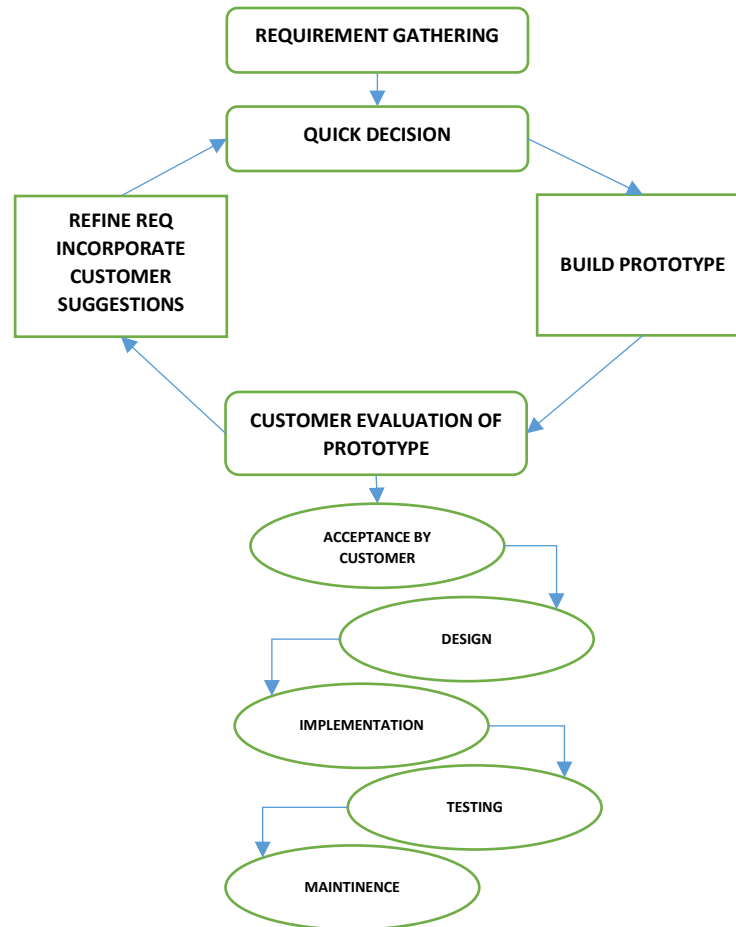 REQUIREMENT GATHERING
QUICK DECISION
REFINE REQ
INCORPORATE
CUSTOMER
SUGGESTIONS
BUILD PROTOTYPE
CUSTOMER EVALUATION OF
PROTOTYPE
ACCEPTANCE BY
CUSTOMER
DESIGN
IMPLEMENTATION
TESTING
MAINTINENCE